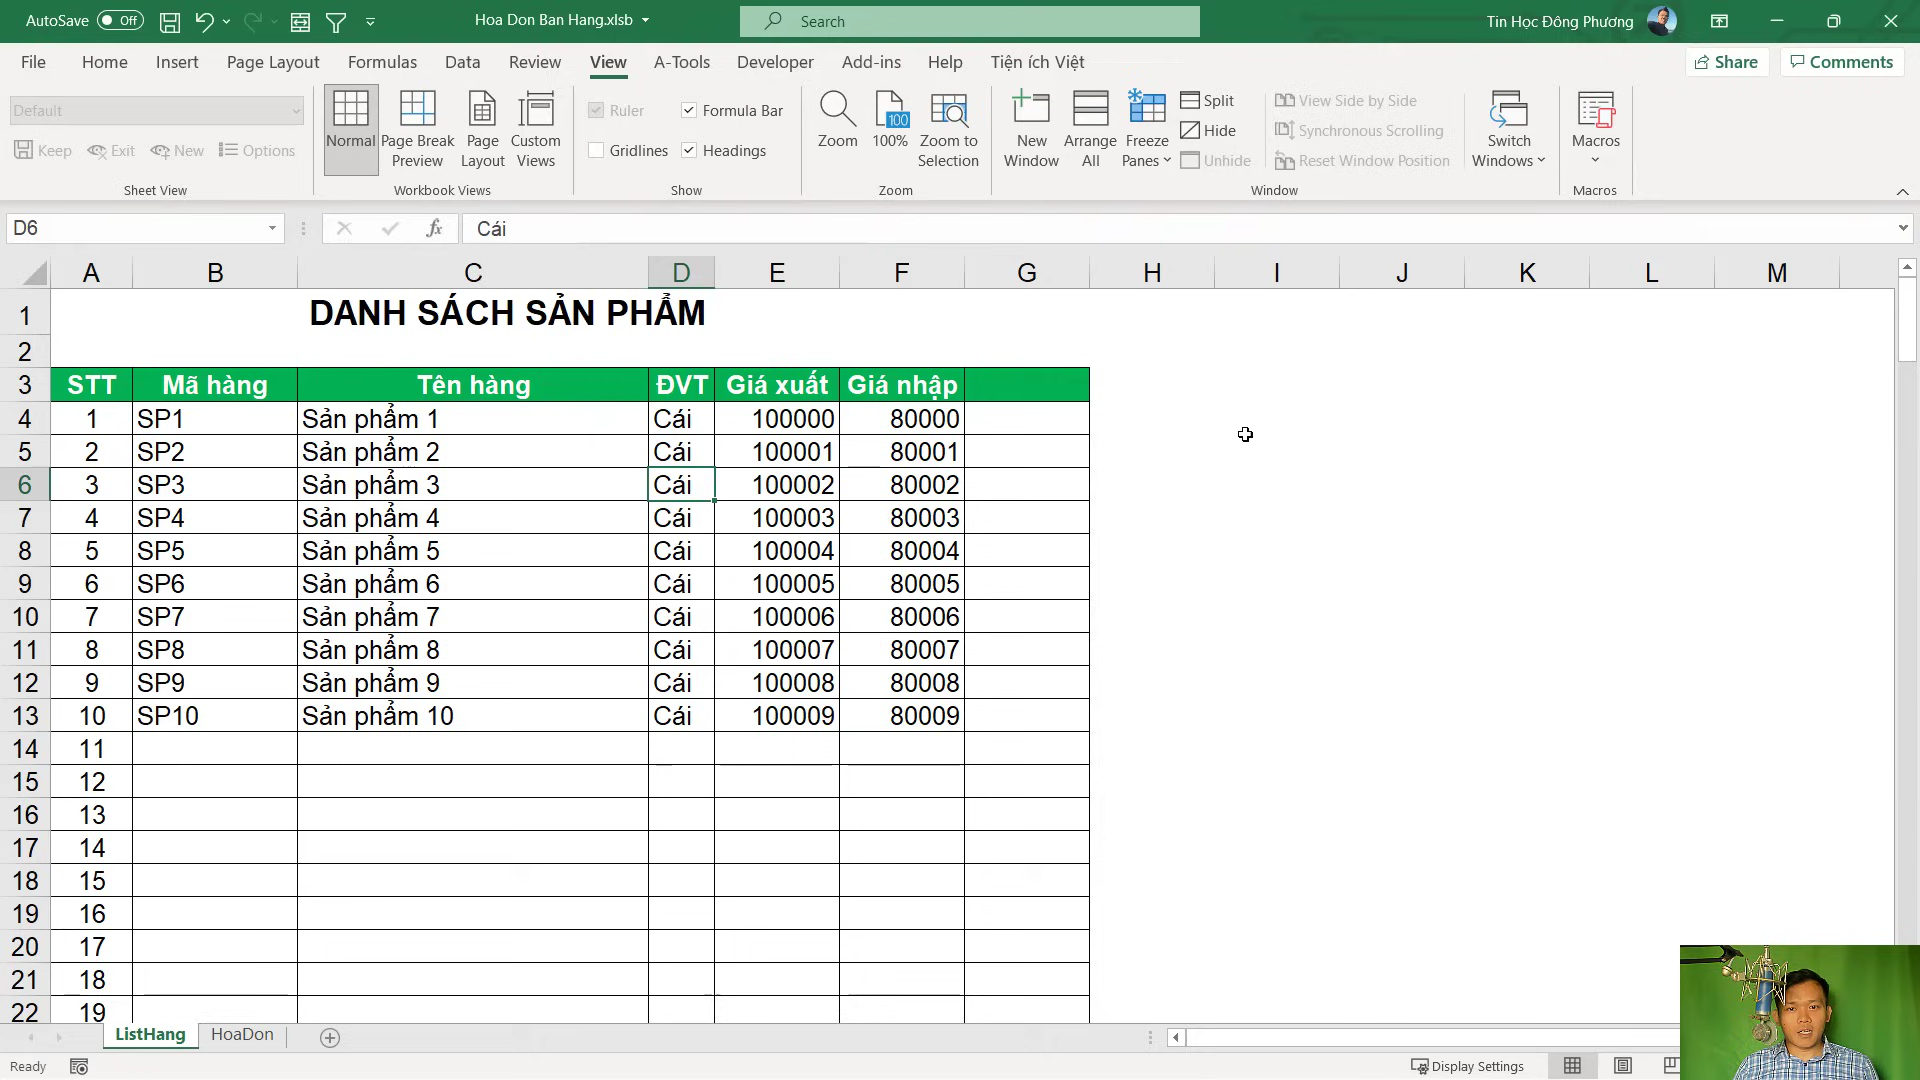 AutoSave Off Hoa Don Ban Hang.xlsb Search Tin Học Đông Phương
File Home Insert Page Layout Formulas Data Review View A-Tools Developer Add-ins Help Tiện ích Việt Share Comments
Default
Keep Exit New Options
Sheet View
Normal Page Break Preview Page Layout Custom Views
Workbook Views
Ruler Formula Bar
Gridlines Headings
Show
Zoom 100 100% Zoom to Selection
Zoom
New Window Arrange All Freeze Panes
Split View Side by Side
Hide Synchronous Scrolling
Unhide Reset Window Position
Switch Windows
Window
Macros
Macros
D6 fx Cái
A B C D E F G H I J K L M
1 DANH SÁCH SẢN PHẨM
2
3 STT Mã hàng Tên hàng ĐVT Giá xuất Giá nhập
4 1 SP1 Sản phẩm 1 Cái 100000 80000
5 2 SP2 Sản phẩm 2 Cái 100001 80001
6 3 SP3 Sản phẩm 3 Cái 100002 80002
7 4 SP4 Sản phẩm 4 Cái 100003 80003
8 5 SP5 Sản phẩm 5 Cái 100004 80004
9 6 SP6 Sản phẩm 6 Cái 100005 80005
10 7 SP7 Sản phẩm 7 Cái 100006 80006
11 8 SP8 Sản phẩm 8 Cái 100007 80007
12 9 SP9 Sản phẩm 9 Cái 100008 80008
13 10 SP10 Sản phẩm 10 Cái 100009 80009
14 11
15 12
16 13
17 14
18 15
19 16
20 17
21 18
22 19
ListHang HoaDon
Ready Display Settings